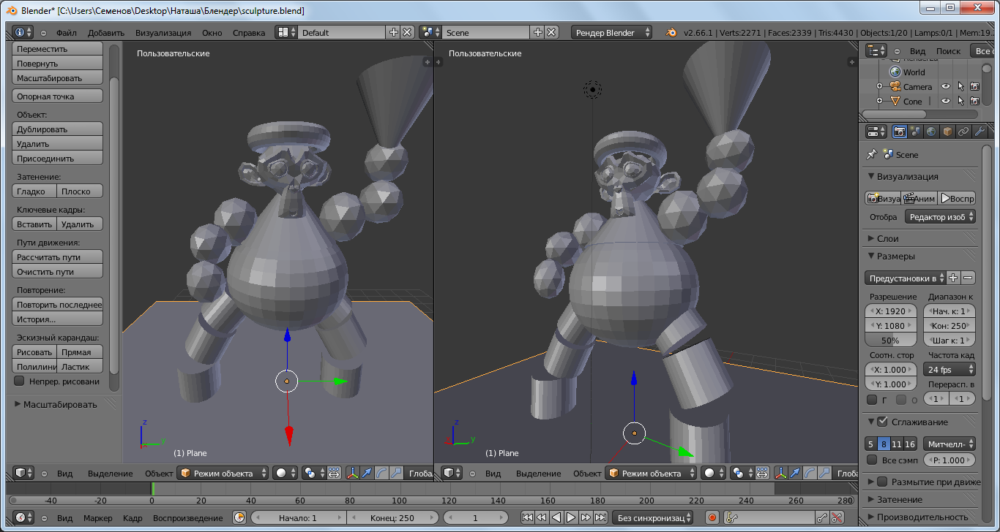 Blender* [C:\Users\Семенов\Desktop\Наташа\Блендер\sculpture.blend]
Файл Добавить Визуализация Окно Справка Default Scene Рендер Blender v2.66.1 | Verts:2271 | Faces:2339 | Tris:4430 | Objects:1/20 | Lamps:0/1 | Mem:19.
Переместить
Повернуть
Масштабировать
Опорная точка
Объект:
Дублировать
Удалить
Присоединить
Затенение:
Гладко Плоско
Ключевые кадры:
Вставить Удалить
Пути движения:
Рассчитать пути
Очистить пути
Повторение:
Повторить последнее
История...
Эскизный карандаш:
Рисовать Прямая
Полилини Ластик
Непрер. рисовани
Масштабировать
Пользовательские
z
y
(1) Plane
Вид Выделение Объект Режим объекта Глоба
Пользовательские
z
y
(1) Plane
Вид Выделение Объект Режим объекта Глоба
Вид Поиск Все с
World
Camera
Cone
Scene
Визуализация
Визуа Аним Воспр
Отобра Редактор изоб
Слои
Размеры
Предустановки в
Разрешение Диапазон к
X: 1920 Нач. к: 1
Y: 1080 Кон: 250
50% Шаг к: 1
Соотн. стор Частота кад
X: 1.000 24 fps
Y: 1.000 Перерасп. в
Г О 1 1
Сглаживание
5 8 11 16 Митчелл-
Все сэмп Р: 1.000
Размытие при движе
Затенение
Производительность
-40 -20 0 20 40 60 80 100 120 140 160 180 200 220 240 260 280
Вид Маркер Кадр Воспроизведение Начало: 1 Конец: 250 1 Без синхронизац